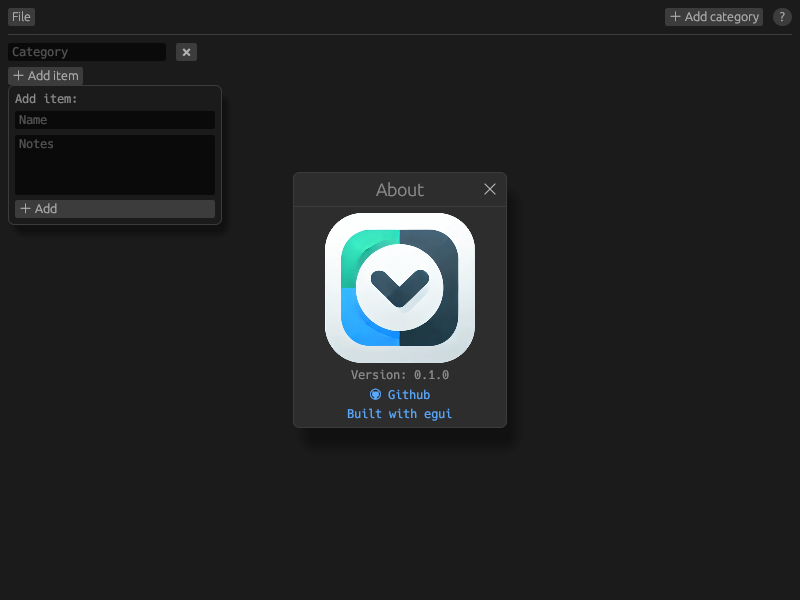 File
+ Add category
?
Category
+ Add item
Add item:
Name
Notes
+ Add
About
Version: 0.1.0
Github
Built with egui